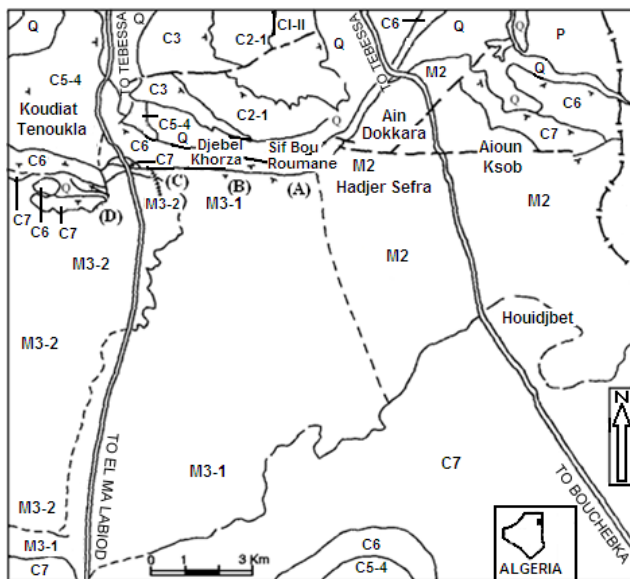 Q
TO TEBESSA
Q
C3
C2-1
CI-II
Q
TO TEBESSA
C6
Q
P
C5-4
Koudiat
Tenoukla
C3
C2-1
M2
Q
Q
C6
C5-4
Q
Q
Djebel
Khorza
Sif Bou
Roumane
Ain
Dokkara
Aioun
Ksob
C7
C6
C6
C7
(C)
(B)
(A)
M2
Hadjer Sefra
M2
Q
(D)
M3-2
M3-1
C7
C6
C7
M3-2
M2
M3-2
Houidjbet
TO EL MA LABIOD
M3-1
C7
TO BOUCHEBKA
N
M3-2
M3-1
C7
0 1 3 Km
C6
C5-4
ALGERIA